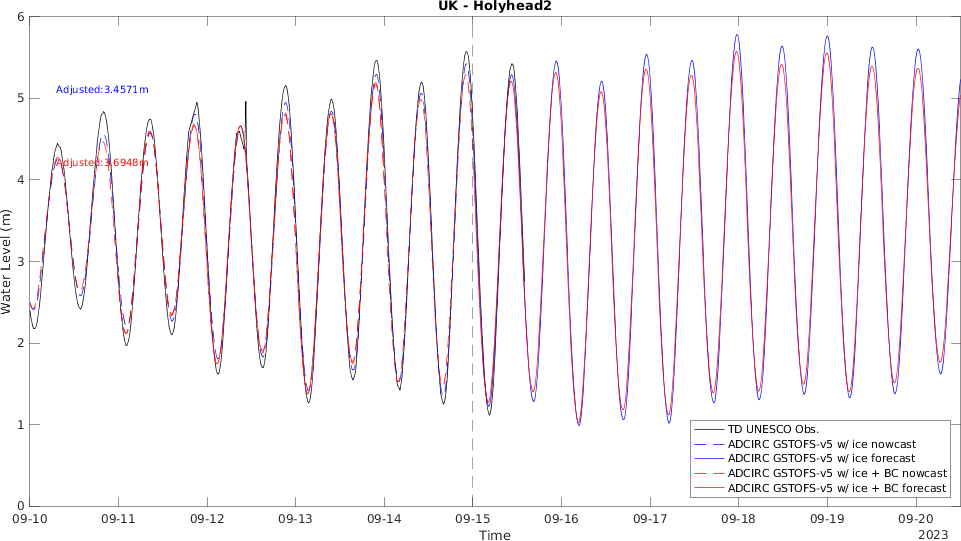 UK - Holyhead2
6
5
4
3
2
1
0
Water Level (m)
Adjusted:3.4571m
Adjusted:3.6948m
TD UNESCO Obs.
ADCIRC GSTOFS-v5 w/ ice nowcast
ADCIRC GSTOFS-v5 w/ ice forecast
ADCIRC GSTOFS-v5 w/ ice + BC nowcast
ADCIRC GSTOFS-v5 w/ ice + BC forecast
09-10 09-11 09-12 09-13 09-14 09-15 09-16 09-17 09-18 09-19 09-20
Time
2023